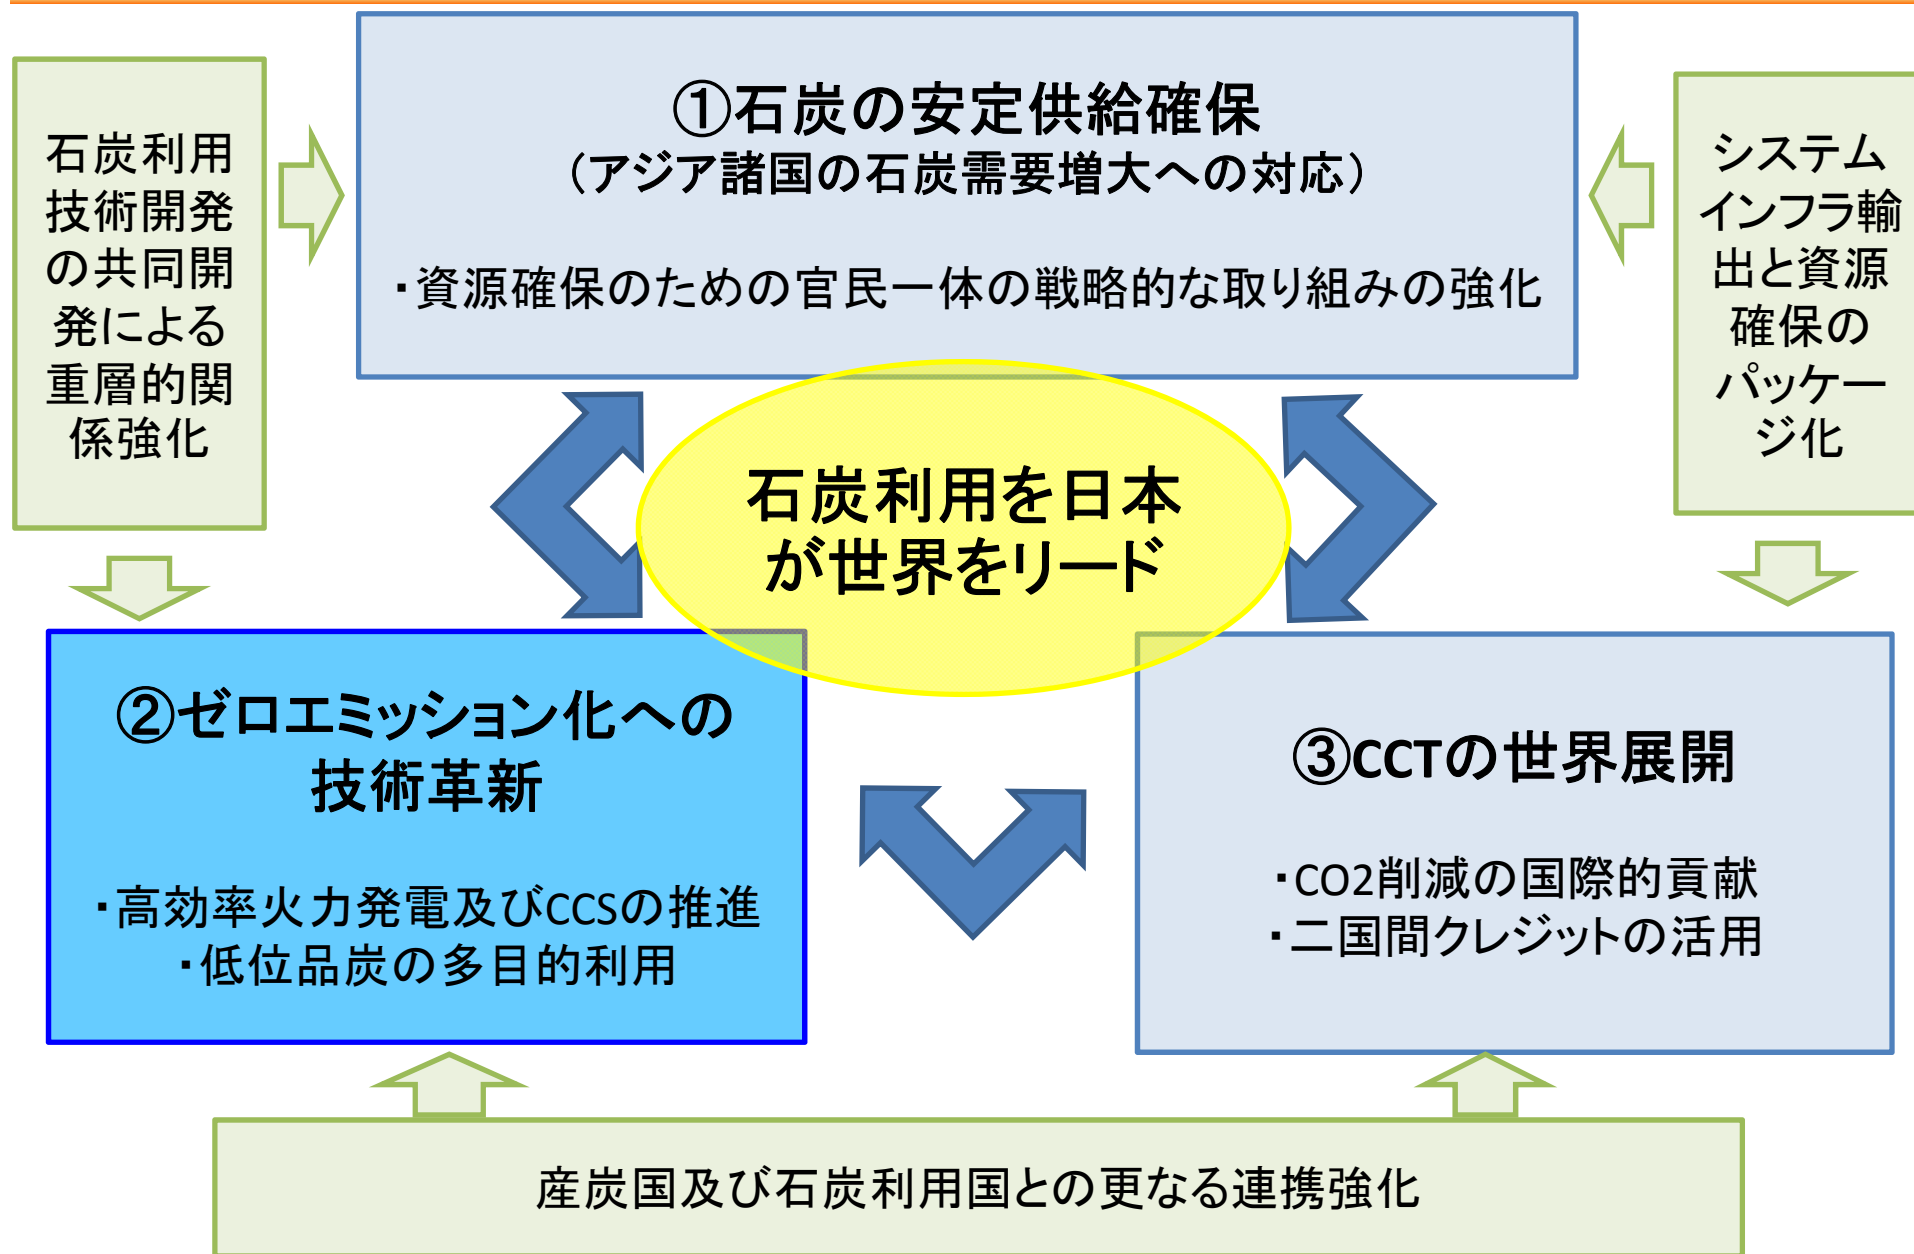 ①石炭の安定供給確保
（アジア諸国の石炭需要増大への対応）
・資源確保のための官民一体の戦略的な取り組みの強化
石炭利用
技術開発
の共同開
発による
重層的関
係強化
システム
インフラ輸
出と資源
確保の
パッケー
ジ化
石炭利用を日本
が世界をリード
②ゼロエミッション化への
技術革新
・高効率火力発電及びCCSの推進
・低位品炭の多目的利用
③CCTの世界展開
・CO2削減の国際的貢献
・二国間クレジットの活用
産炭国及び石炭利用国との更なる連携強化